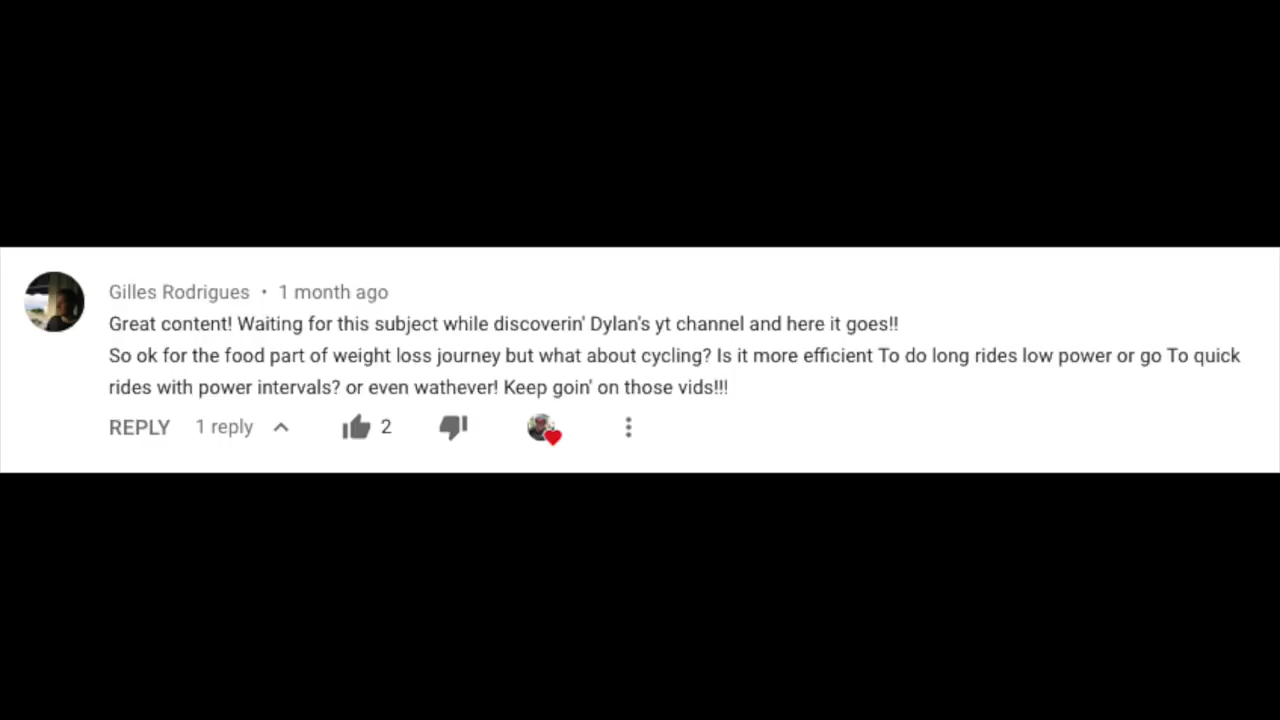 Gilles Rodrigues • 1 month ago
Great content! Waiting for this subject while discoverin' Dylan's yt channel and here it goes!!
So ok for the food part of weight loss journey but what about cycling? Is it more efficient To do long rides low power or go To quick
rides with power intervals? or even wathever! Keep goin' on those vids!!!
REPLY 1 reply 2